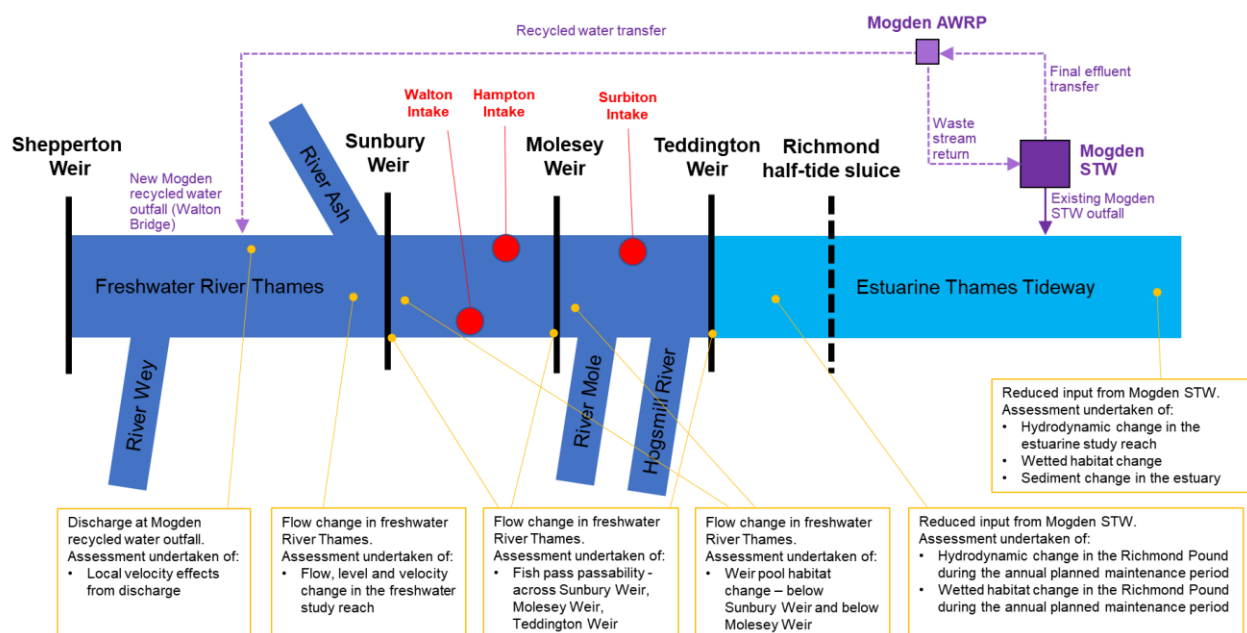 Mogden AWRP
Recycled water transfer
Final effluent
transfer
Walton
Intake
Hampton
Intake
Surbiton
Intake
Waste
stream
return
Shepperton
Weir
Sunbury
Weir
Molesey
Weir
Teddington
Weir
Richmond
half-tide sluice
Mogden
STW
New Mogden
recycled water
outfall (Walton
Bridge)
River Ash
Existing Mogden
STW outfall
Freshwater River Thames
Estuarine Thames Tideway
River Wey
River Mole
Hogsmill River
Reduced input from Mogden STW.
Assessment undertaken of:
• Hydrodynamic change in the
estuarine study reach
• Wetted habitat change
• Sediment change in the estuary
Discharge at Mogden
recycled water outfall.
Assessment undertaken of:
• Local velocity effects
from discharge
Flow change in freshwater
River Thames.
Assessment undertaken of:
• Flow, level and velocity
change in the freshwater
study reach
Flow change in freshwater
River Thames.
Assessment undertaken of:
• Fish pass passability -
across Sunbury Weir,
Molesey Weir,
Teddington Weir
Flow change in freshwater
River Thames.
Assessment undertaken of:
• Weir pool habitat
change – below
Sunbury Weir and below
Molesey Weir
Reduced input from Mogden STW.
Assessment undertaken of:
• Hydrodynamic change in the Richmond Pound
during the annual planned maintenance period
• Wetted habitat change in the Richmond Pound
during the annual planned maintenance period